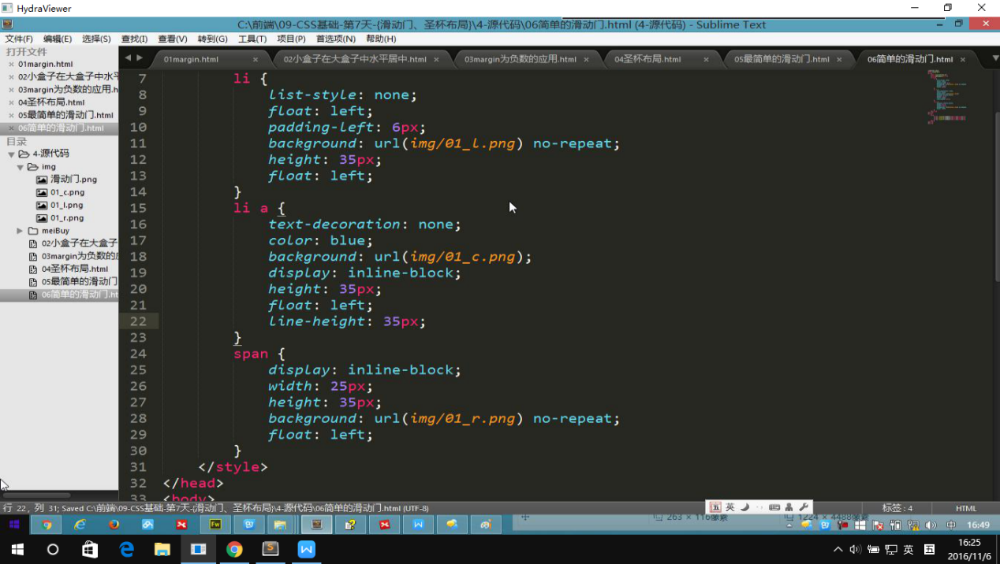 HydraViewer
C:\前端\09-CSS基础-第7天-{滑动门、圣杯布局}\4-源代码\06简单的滑动门.html (4-源代码) - Sublime Text
文件(F) 编辑(E) 选择(S) 查找(I) 查看(V) 转到(G) 工具(T) 项目(P) 首选项(N) 帮助(H)
打开文件
01margin.html
02小盒子在大盒子中水平
03margin为负数的应用.h
04圣杯布局.html
05最简单的滑动门.html
06简单的滑动门.html
目录
4-源代码
img
滑动门.png
01_c.png
01_l.png
01_r.png
meiBuy
02小盒子在大盒子
03margin为负数的应
04圣杯布局.html
05最简单的滑动门
06简单的滑动门.ht
01margin.html 02小盒子在大盒子中水平居中.html 03margin为负数的应用.html 04圣杯布局.html 05最简单的滑动门.html 06简单的滑动门.html
7 li {
8 list-style: none;
9 float: left;
10 padding-left: 6px;
11 background: url(img/01_l.png) no-repeat;
12 height: 35px;
13 float: left;
14 }
15 li a {
16 text-decoration: none;
17 color: blue;
18 background: url(img/01_c.png);
19 display: inline-block;
20 height: 35px;
21 float: left;
22 line-height: 35px;
23 }
24 span {
25 display: inline-block;
26 width: 25px;
27 height: 35px;
28 background: url(img/01_r.png) no-repeat;
29 float: left;
30 }
31 </style>
32 </head>
33 <body>
行 22, 列 31; Saved C:\前端\09-CSS基础-第7天-{滑动门、圣杯布局}\4-源代码\06简单的滑动门.html (UTF-8) 英 标签: 4 HTML
263 × 116像素 1224 × 4488像素
Fw 中 16:49
英 五 16:25
2016/11/6